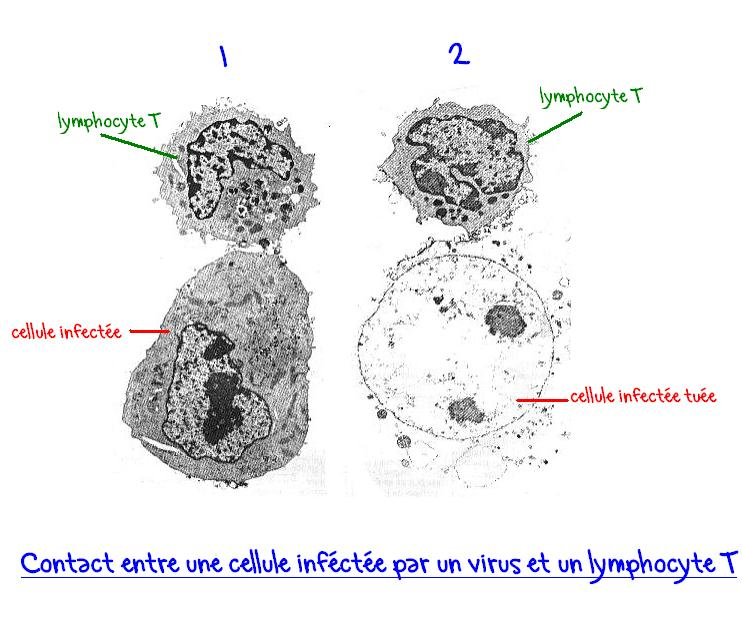 1
2
lymphocyte T
lymphocyte T
cellule infectée
cellule infectée tuée
Contact entre une cellule inféctée par un virus et un lymphocyte T